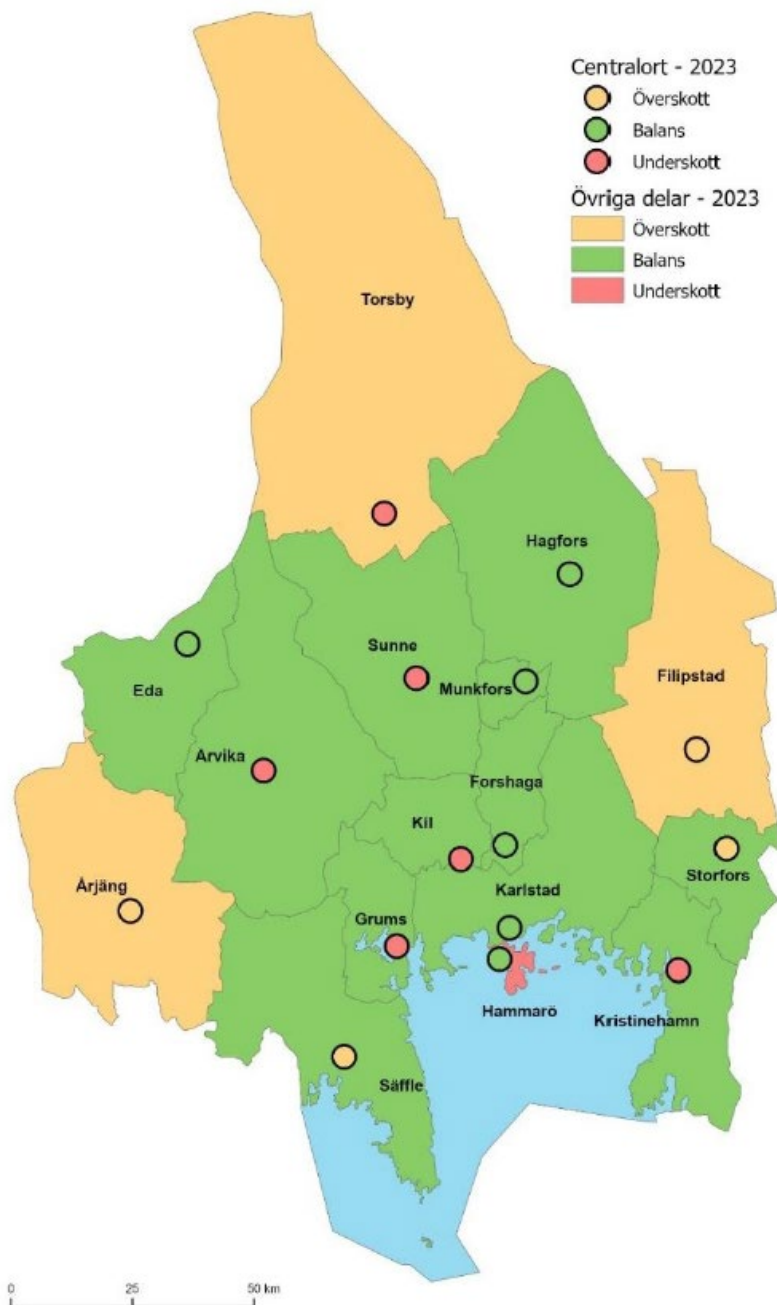 Centralort - 2023
Överskott
Balans
Underskott
Övriga delar - 2023
Överskott
Balans
Underskott
Torsby
Hagfors
Sunne
Filipstad
Munkfors
Eda
Arvika
Forshaga
Kil
Storfors
Årjäng
Karlstad
Grums
Hammarö
Kristinehamn
Säffle
0 25 50 km